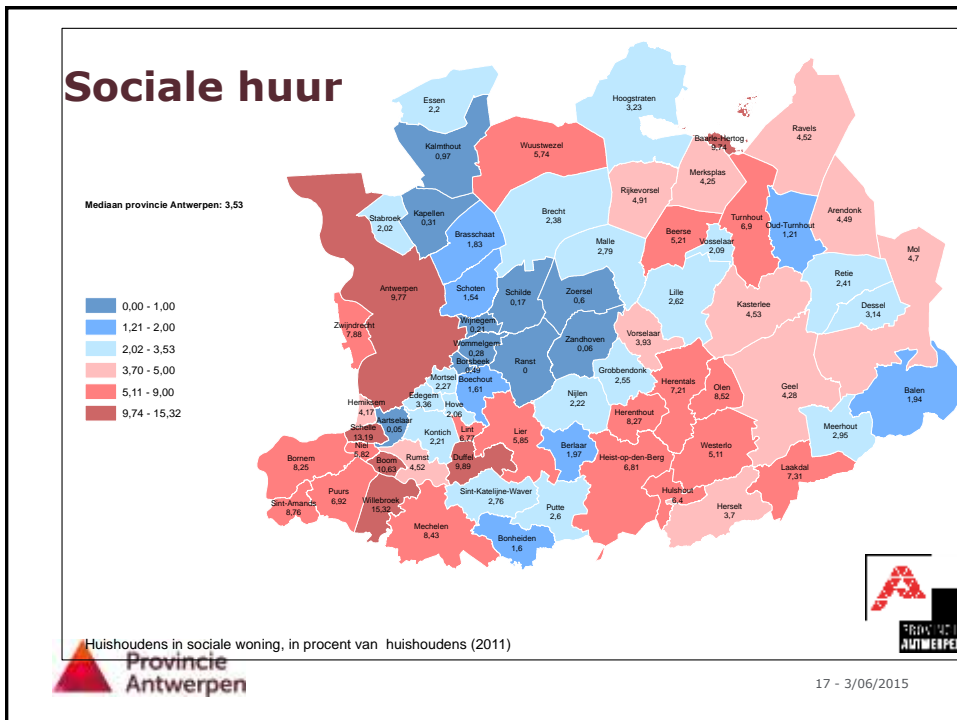 Sociale huur
Mediaan provincie Antwerpen: 3,53
0,00 - 1,00
1,21 - 2,00
2,02 - 3,53
3,70 - 5,00
5,11 - 9,00
9,74 - 15,32
Essen
2,2
Hoogstraten
3,23
Kalmthout
0,97
Wuustwezel
5,74
Baarle-Hertog
9,74
Ravels
4,52
Merksplas
4,25
Rijkevorsel
4,91
Stabroek
2,02
Kapellen
0,31
Brecht
2,38
Turnhout
6,9
Arendonk
4,49
Brasschaat
1,83
Beerse
5,21
Oud-Turnhout
1,21
Vosselaar
2,09
Malle
2,79
Mol
4,7
Antwerpen
9,77
Schoten
1,54
Schilde
0,17
Zoersel
0,6
Lille
2,62
Retie
2,41
Kasterlee
4,53
Dessel
3,14
Zwijndrecht
7,88
Wijnegem
0,21
Wommelgem
0,28
Vorselaar
3,93
Zandhoven
0,06
Borsbeek
0,49
Ranst
0
Grobbendonk
2,55
Mortsel
2,27
Boechout
1,61
Herentals
7,21
Olen
8,52
Geel
4,28
Balen
1,94
Edegem
3,36
Hove
2,06
Nijlen
2,22
Hemiksem
4,17
Aartselaar
0,05
Herenthout
8,27
Schelle
13,19
Kontich
2,21
Lint
6,77
Lier
5,85
Niel
5,82
Berlaar
1,97
Westerlo
5,11
Meerhout
2,95
Bornem
8,25
Boom
10,63
Rumst
4,52
Duffel
9,89
Heist-op-den-Berg
6,81
Laakdal
7,31
Puurs
6,92
Sint-Amands
8,76
Willebroek
15,32
Sint-Katelijne-Waver
2,76
Putte
2,6
Hulshout
6,4
Herselt
3,7
Mechelen
8,43
Bonheiden
1,6
Huishoudens in sociale woning, in procent van huishoudens (2011)
Provincie
Antwerpen
ANTWERPEN
17 - 3/06/2015